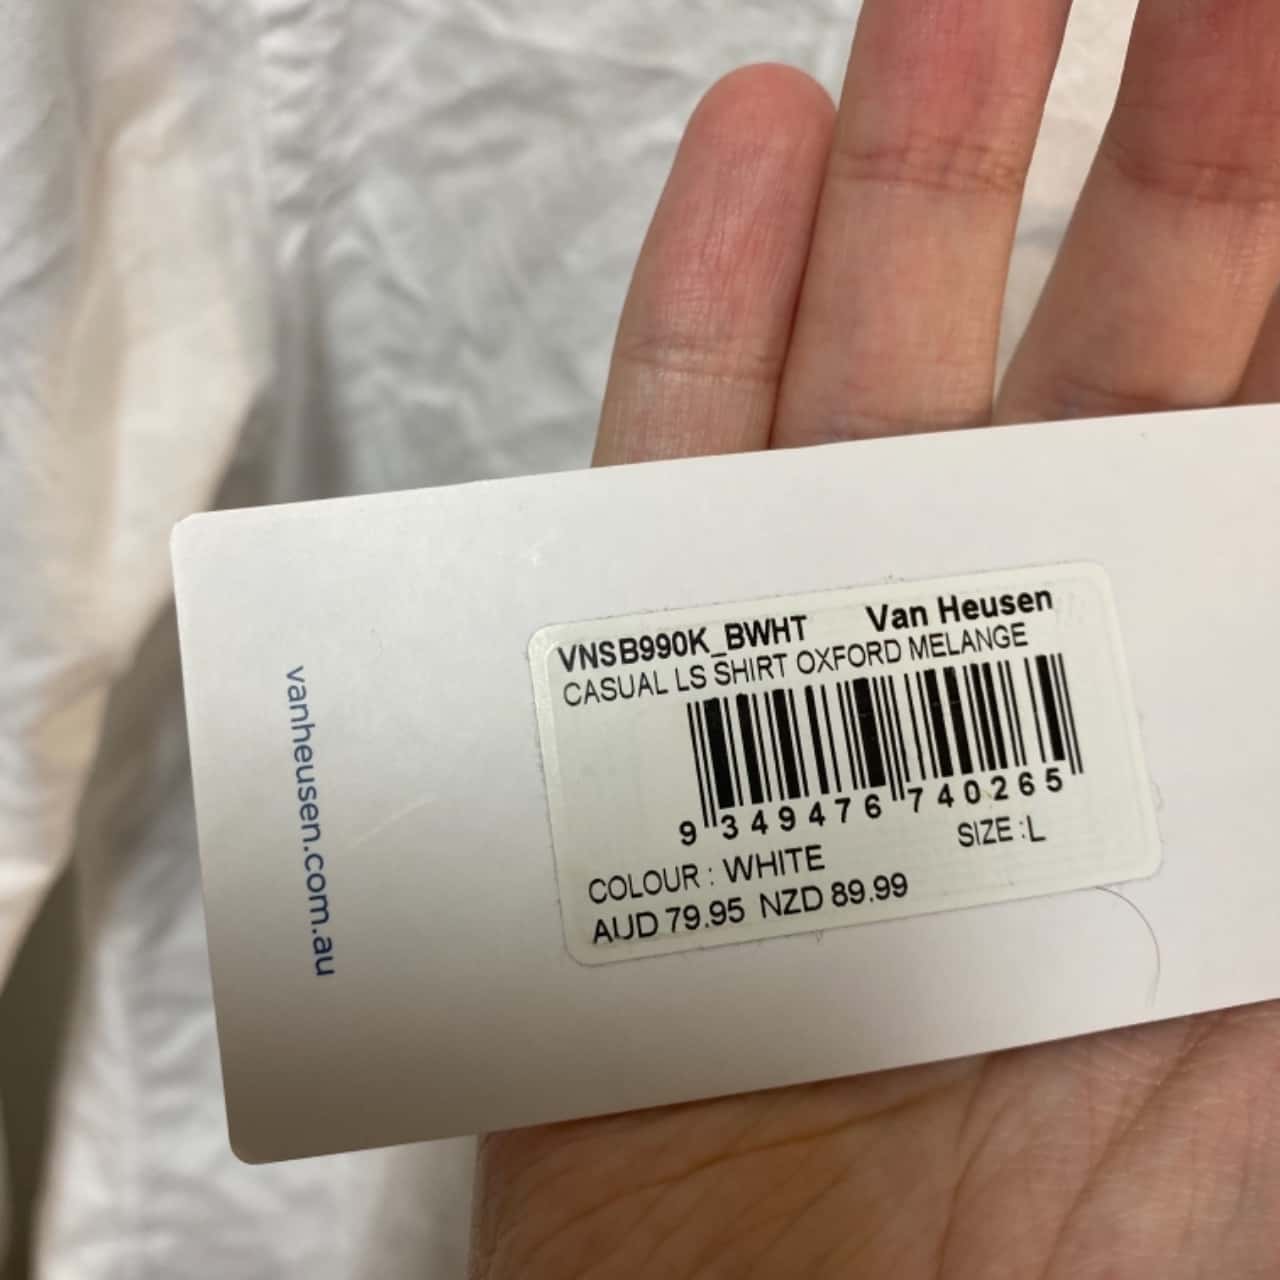 vanheusen.com.au
VNSB990K_BWHT Van Heusen
CASUAL LS SHIRT OXFORD MELANGE
9 349476 740265
SIZE :L
COLOUR : WHITE
AUD 79.95 NZD 89.99